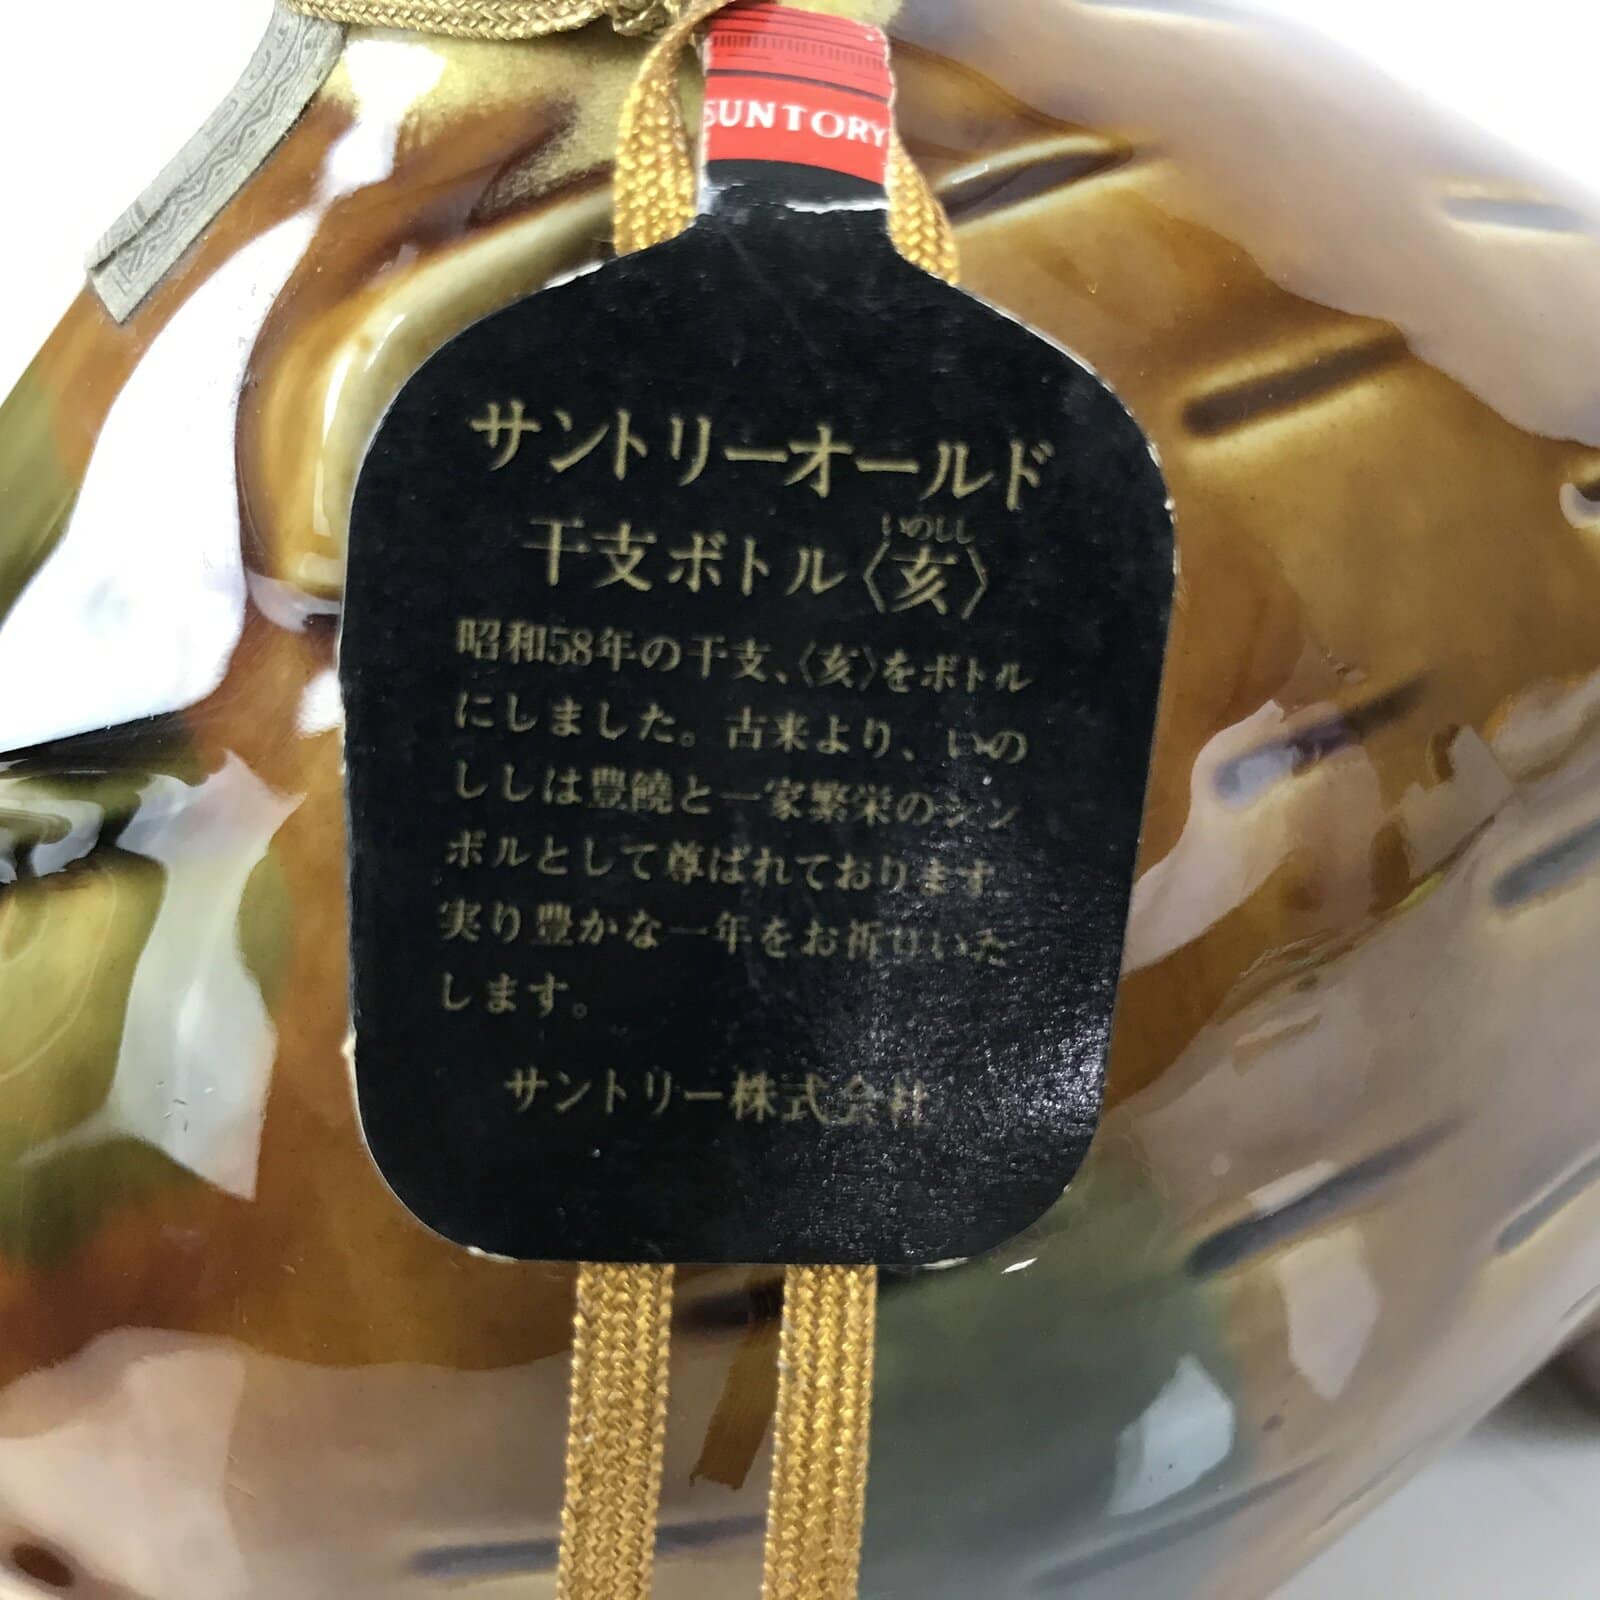 SUNTORY
サントリーオールド
いのしし
干支ボトル〈亥〉
昭和58年の干支、〈亥〉をボトル
にしました。古来より、いの
ししは豊饒と一家繁栄のシン
ボルとして尊ばれております。
実り豊かな一年をお祈りいた
します。
サントリー株式会社